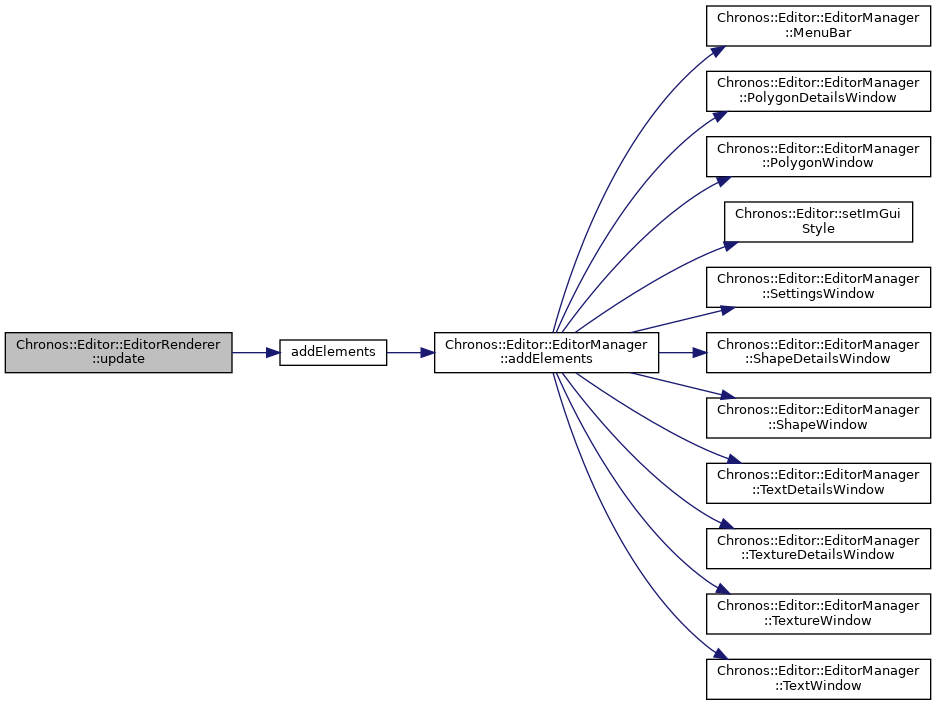 Chronos::Editor::EditorRenderer
::update
addElements
Chronos::Editor::EditorManager
::addElements
Chronos::Editor::EditorManager
::MenuBar
Chronos::Editor::EditorManager
::PolygonDetailsWindow
Chronos::Editor::EditorManager
::PolygonWindow
Chronos::Editor::setImGui
Style
Chronos::Editor::EditorManager
::SettingsWindow
Chronos::Editor::EditorManager
::ShapeDetailsWindow
Chronos::Editor::EditorManager
::ShapeWindow
Chronos::Editor::EditorManager
::TextDetailsWindow
Chronos::Editor::EditorManager
::TextureDetailsWindow
Chronos::Editor::EditorManager
::TextureWindow
Chronos::Editor::EditorManager
::TextWindow